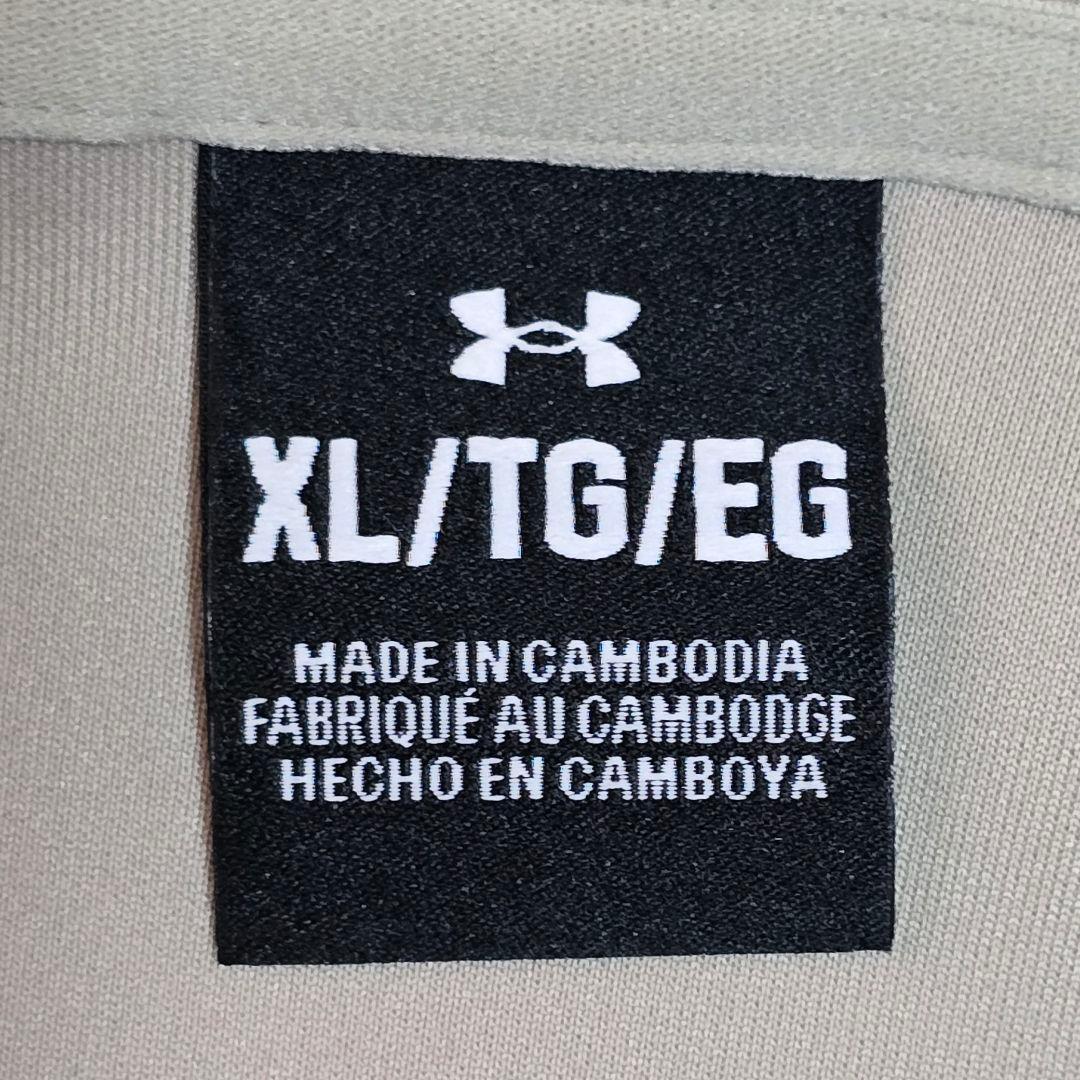 XL/TG/EG
MADE IN CAMBODIA
FABRIQUÉ AU CAMBODGE
HECHO EN CAMBOYA